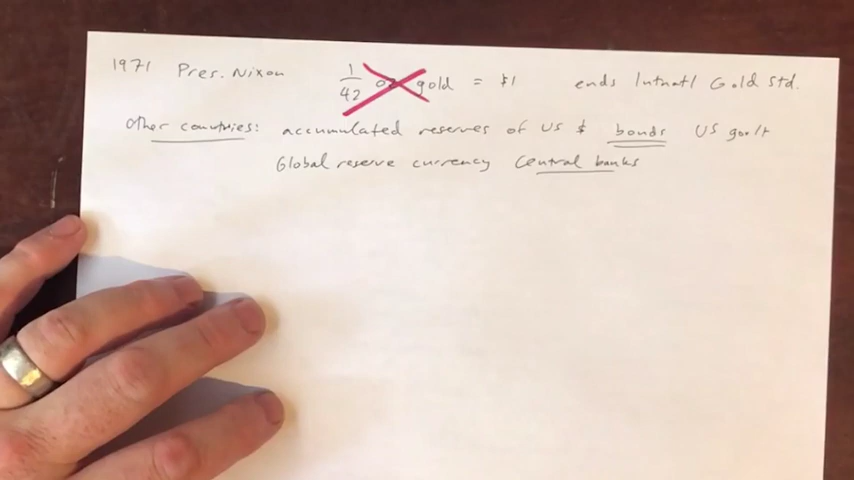 1971 Pres. Nixon 1/42 oz gold = $1 ends Intnatl Gold Std.
Other countries: accumulated reserves of US $ bonds US gov't
Global reserve currency Central banks